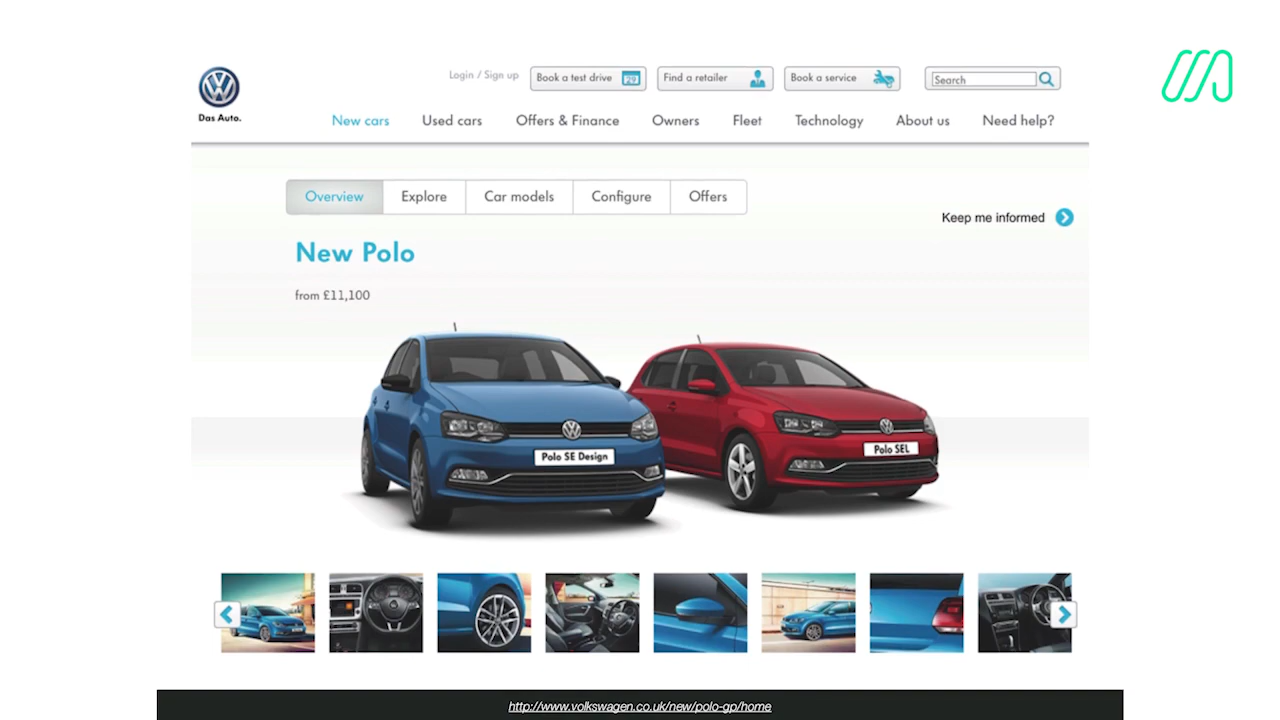 Login / Sign up
Book a test drive
Find a retailer
Book a service
Search
Das Auto.
New cars
Used cars
Offers & Finance
Owners
Fleet
Technology
About us
Need help?
Overview
Explore
Car models
Configure
Offers
Keep me informed
New Polo
from £11,100
Polo SE Design
Polo SEL
http://www.volkswagen.co.uk/new/polo-gp/home